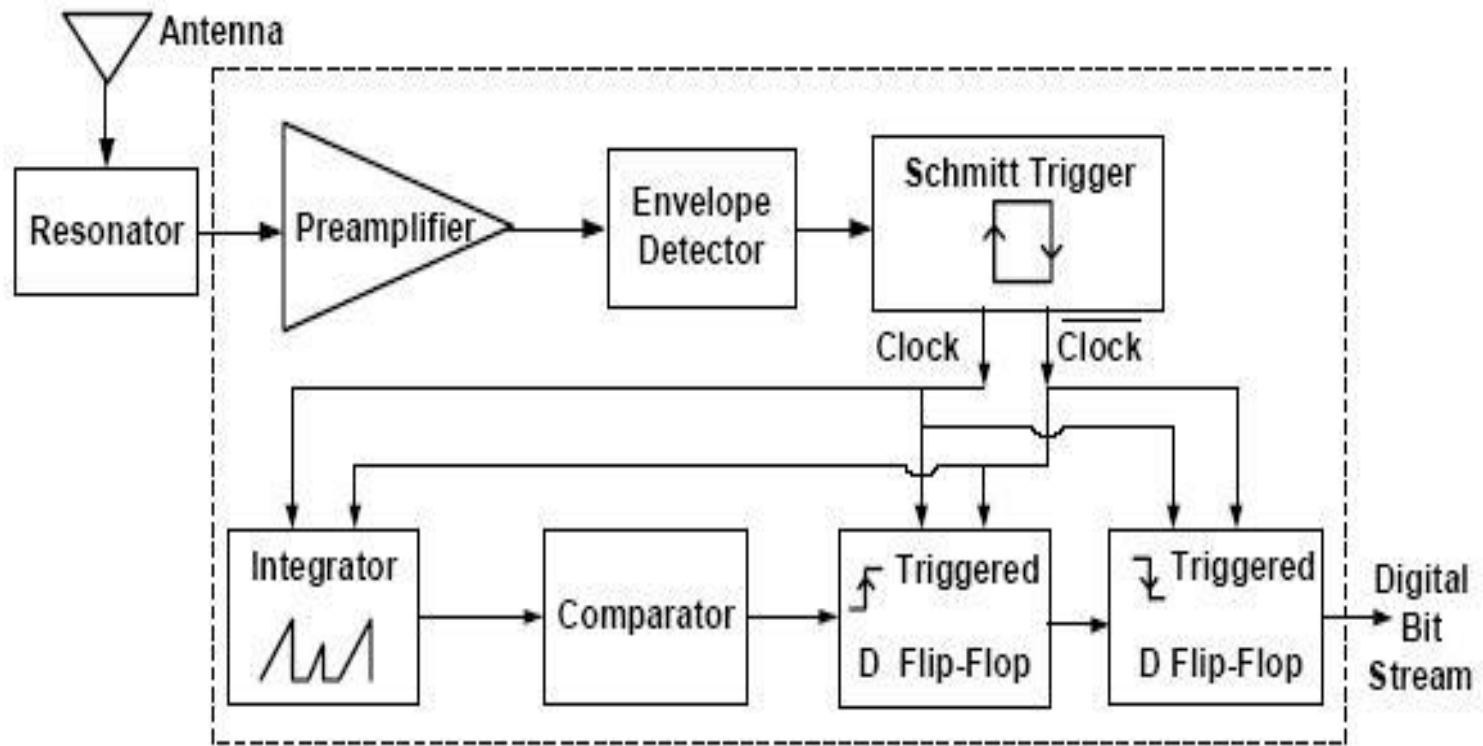 Antenna
Resonator
Preamplifier
Envelope
Detector
Schmitt Trigger
Clock
Clock
Integrator
Comparator
Triggered
D Flip-Flop
Triggered
D Flip-Flop
Digital
Bit
Stream